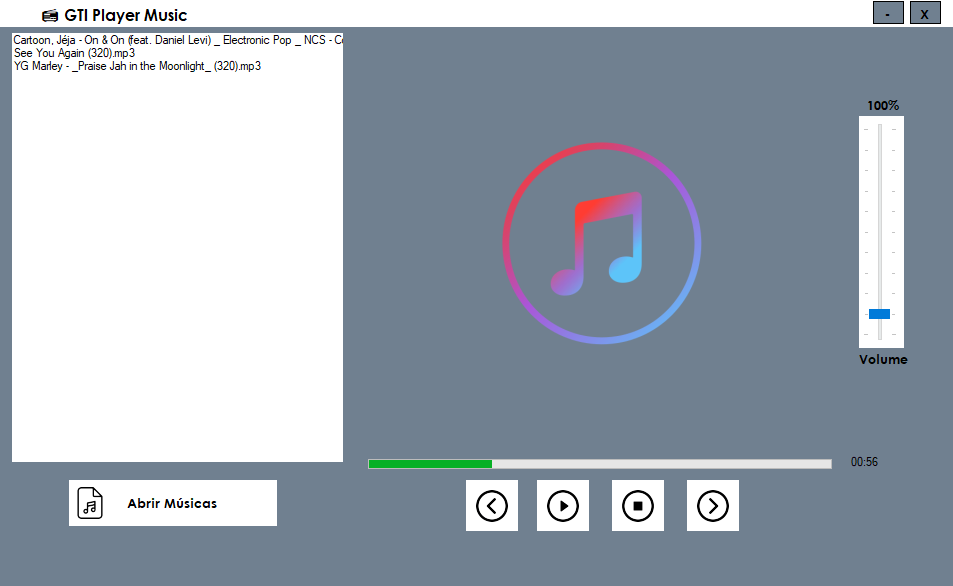 GTI Player Music
-
X
Cartoon, Jéja - On & On (feat. Daniel Levi) _ Electronic Pop _ NCS -
See You Again (320).mp3
YG Marley - _Praise Jah in the Moonlight_ (320).mp3
100%
Volume
00:56
Abrir Músicas